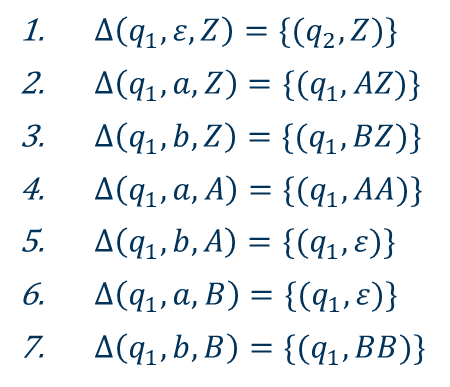 1. Δ(q₁, ε, Z) = {(q₂, Z)}
2. Δ(q₁, a, Z) = {(q₁, AZ)}
3. Δ(q₁, b, Z) = {(q₁, BZ)}
4. Δ(q₁, a, A) = {(q₁, AA)}
5. Δ(q₁, b, A) = {(q₁, ε)}
6. Δ(q₁, a, B) = {(q₁, ε)}
7. Δ(q₁, b, B) = {(q₁, BB)}